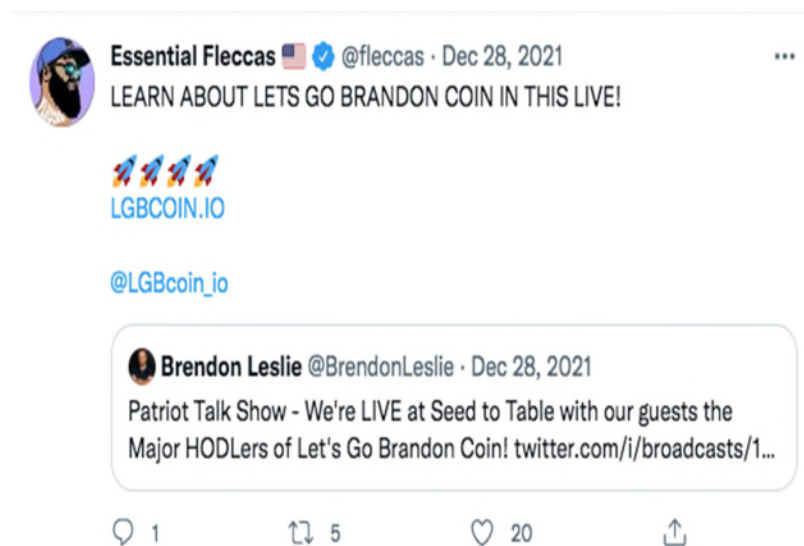 Essential Fleccas 🇺🇸 @fleccas · Dec 28, 2021
LEARN ABOUT LETS GO BRANDON COIN IN THIS LIVE!
🚀🚀🚀🚀
LGBCOIN.IO
@LGBcoin_io
Brendon Leslie @BrendonLeslie · Dec 28, 2021
Patriot Talk Show - We're LIVE at Seed to Table with our guests the
Major HODLers of Let's Go Brandon Coin! twitter.com/i/broadcasts/1...
1 5 20